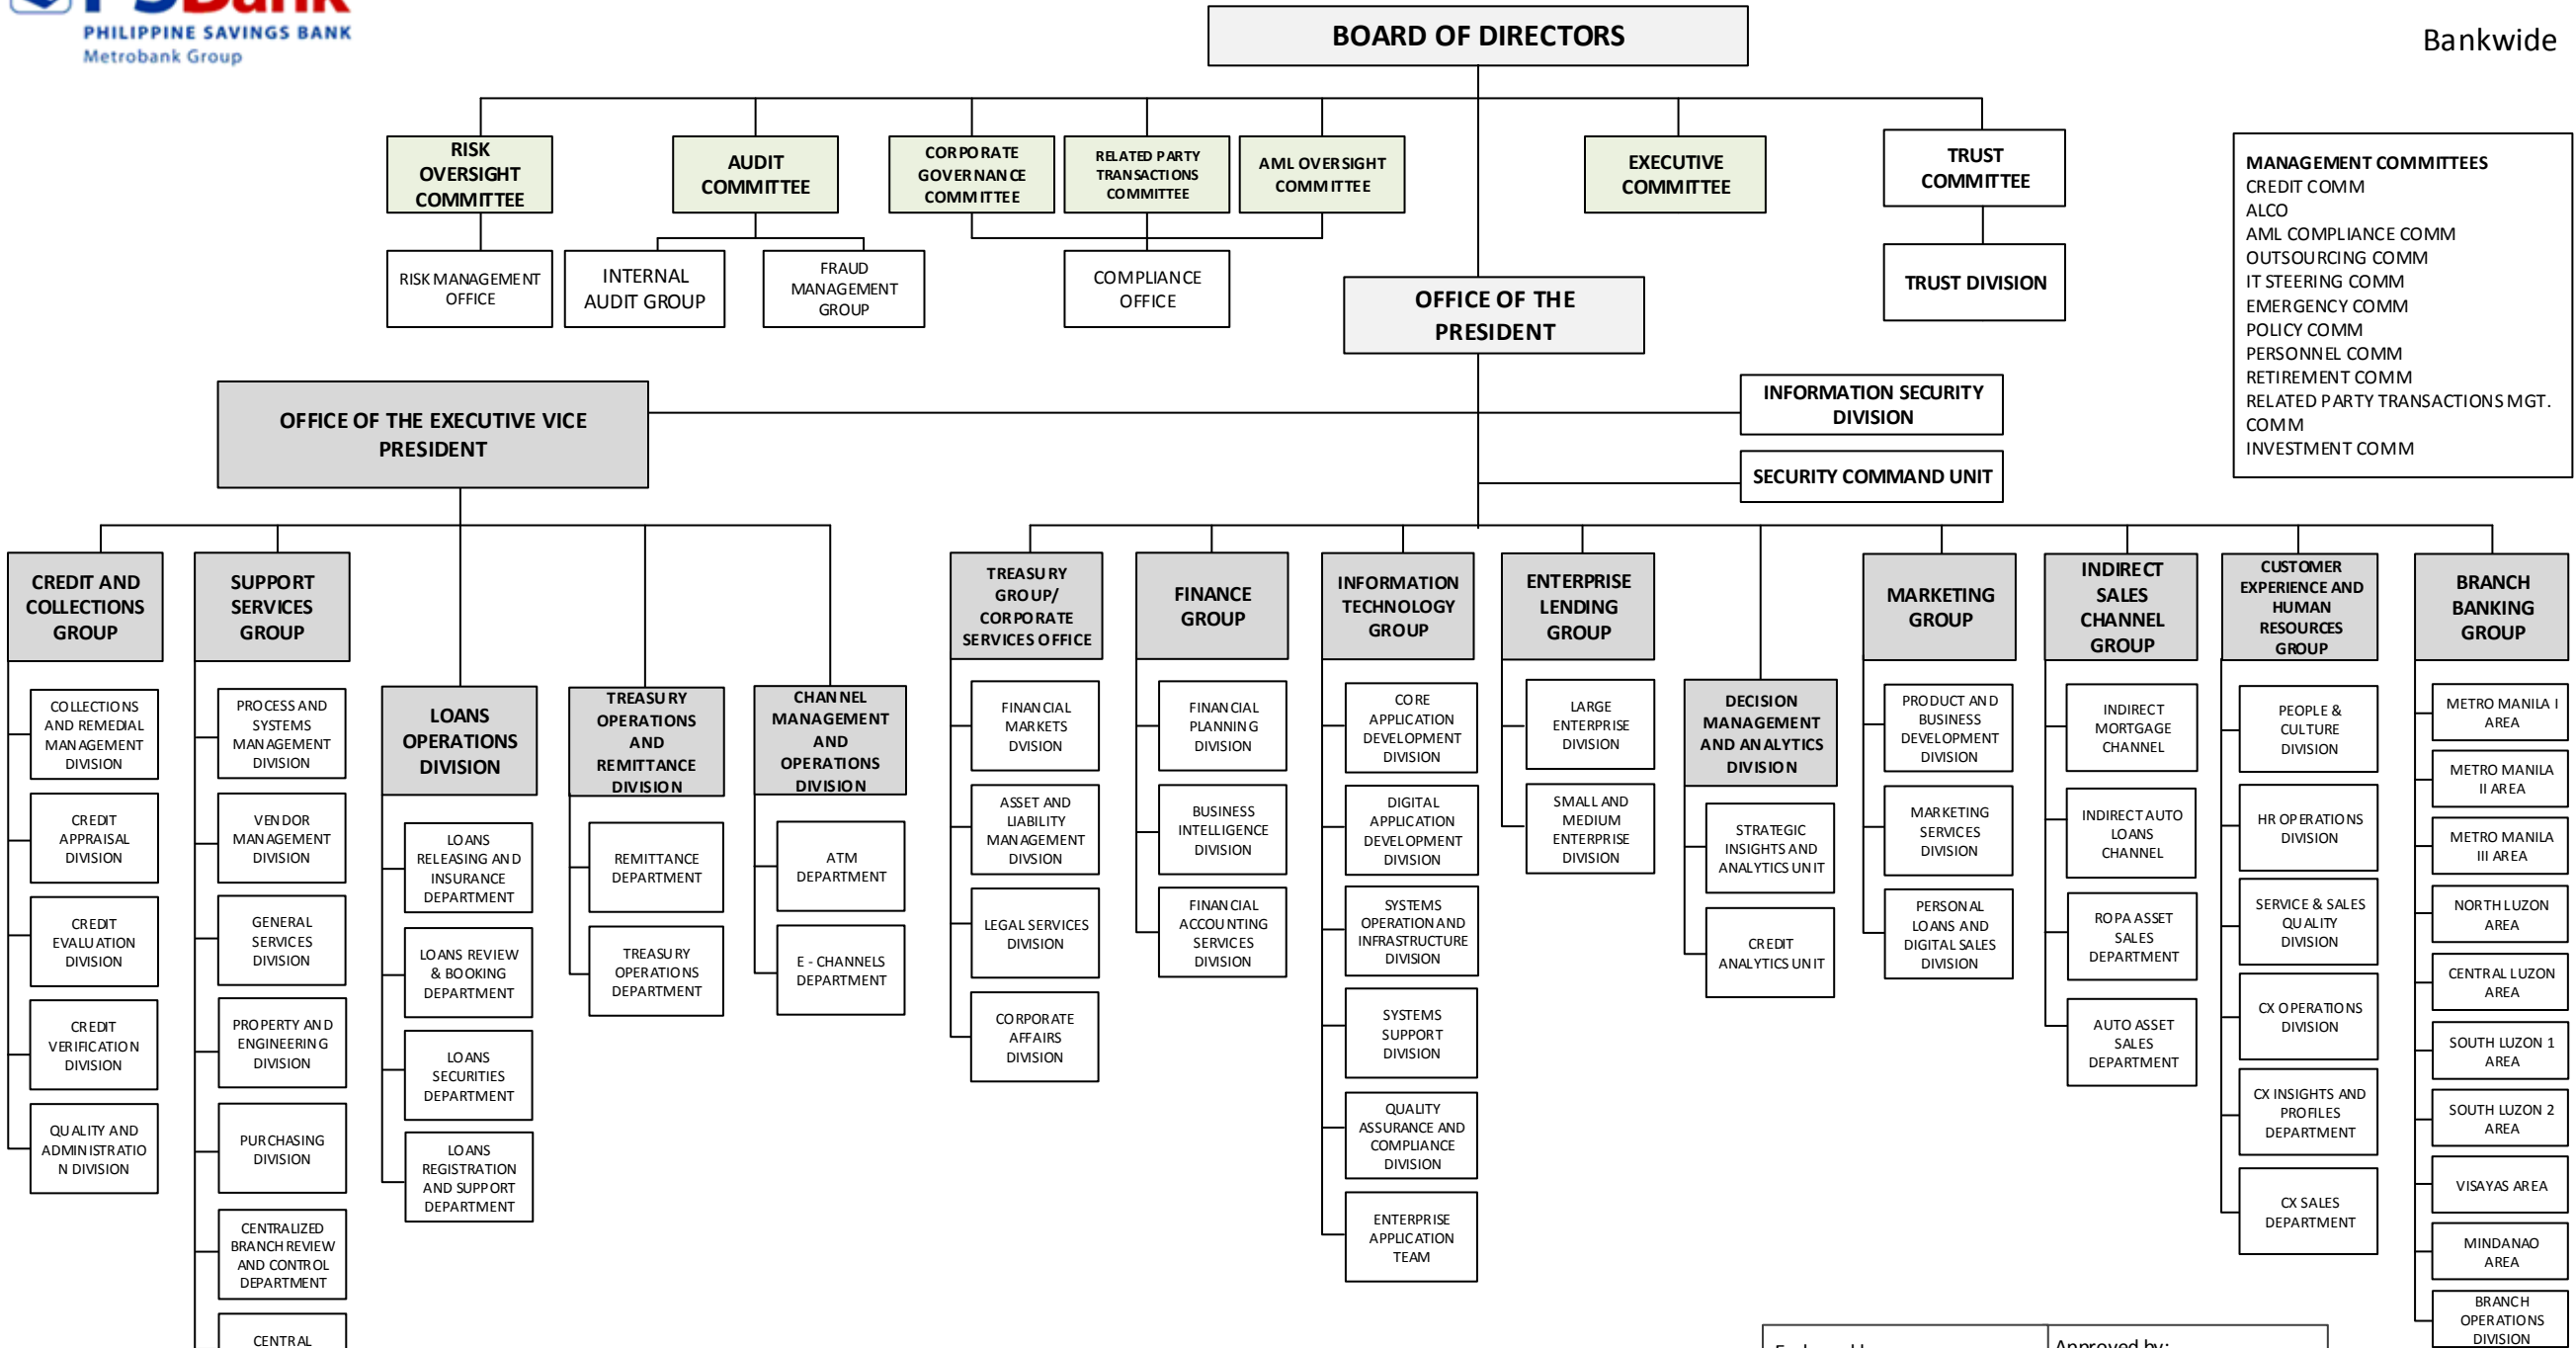 PSBank
PHILIPPINE SAVINGS BANK
Metrobank Group
BOARD OF DIRECTORS
Bankwide
RISK
OVERSIGHT
COMMITTEE
AUDIT
COMMITTEE
CORPORATE
GOVERNANCE
COMMITTEE
RELATED PARTY
TRANSACTIONS
COMMITTEE
AML OVERSIGHT
COMMITTEE
EXECUTIVE
COMMITTEE
TRUST
COMMITTEE
MANAGEMENT COMMITTEES
CREDIT COMM
ALCO
AML COMPLIANCE COMM
OUTSOURCING COMM
IT STEERING COMM
EMERGENCY COMM
POLICY COMM
PERSONNEL COMM
RETIREMENT COMM
RELATED PARTY TRANSACTIONS MGT.
COMM
INVESTMENT COMM
RISK MANAGEMENT
OFFICE
INTERNAL
AUDIT GROUP
FRAUD
MANAGEMENT
GROUP
COMPLIANCE
OFFICE
OFFICE OF THE
PRESIDENT
TRUST DIVISION
OFFICE OF THE EXECUTIVE VICE
PRESIDENT
INFORMATION SECURITY
DIVISION
SECURITY COMMAND UNIT
CREDIT AND
COLLECTIONS
GROUP
COLLECTIONS
AND REMEDIAL
MANAGEMENT
DIVISION
CREDIT
APPRAISAL
DIVISION
CREDIT
EVALUATION
DIVISION
CREDIT
VERIFICATION
DIVISION
QUALITY AND
ADMINISTRATIO
N DIVISION
SUPPORT
SERVICES
GROUP
PROCESS AND
SYSTEMS
MANAGEMENT
DIVISION
VENDOR
MANAGEMENT
DIVISION
GENERAL
SERVICES
DIVISION
PROPERTY AND
ENGINEERING
DIVISION
PURCHASING
DIVISION
CENTRALIZED
BRANCH REVIEW
AND CONTROL
DEPARTMENT
CENTRAL
LOANS
OPERATIONS
DIVISION
LOANS
RELEASING AND
INSURANCE
DEPARTMENT
LOANS REVIEW
& BOOKING
DEPARTMENT
LOANS
SECURITIES
DEPARTMENT
LOANS
REGISTRATION
AND SUPPORT
DEPARTMENT
TREASURY
OPERATIONS
AND
REMITTANCE
DIVISION
REMITTANCE
DEPARTMENT
TREASURY
OPERATIONS
DEPARTMENT
CHANNEL
MANAGEMENT
AND
OPERATIONS
DIVISION
ATM
DEPARTMENT
E - CHANNELS
DEPARTMENT
TREASURY
GROUP/
CORPORATE
SERVICES OFFICE
FINANCIAL
MARKETS
DIVISION
ASSET AND
LIABILITY
MANAGEMENT
DIVSION
LEGAL SERVICES
DIVISION
CORPORATE
AFFAIRS
DIVISION
FINANCE
GROUP
FINANCIAL
PLANNING
DIVISION
BUSINESS
INTELLIGENCE
DIVISION
FINANCIAL
ACCOUNTING
SERVICES
DIVISION
INFORMATION
TECHNOLOGY
GROUP
CORE
APPLICATION
DEVELOPMENT
DIVISION
DIGITAL
APPLICATION
DEVELOPMENT
DIVISION
SYSTEMS
OPERATION AND
INFRASTRUCTURE
DIVISION
SYSTEMS
SUPPORT
DIVISION
QUALITY
ASSURANCE AND
COMPLIANCE
DIVISION
ENTERPRISE
APPLICATION
TEAM
ENTERPRISE
LENDING
GROUP
LARGE
ENTERPRISE
DIVISION
SMALL AND
MEDIUM
ENTERPRISE
DIVISION
DECISION
MANAGEMENT
AND ANALYTICS
DIVISION
STRATEGIC
INSIGHTS AND
ANALYTICS UNIT
CREDIT
ANALYTICS UNIT
MARKETING
GROUP
PRODUCT AND
BUSINESS
DEVELOPMENT
DIVISION
MARKETING
SERVICES
DIVISION
PERSONAL
LOANS AND
DIGITAL SALES
DIVISION
INDIRECT
SALES
CHANNEL
GROUP
INDIRECT
MORTGAGE
CHANNEL
INDIRECT AUTO
LOANS
CHANNEL
ROPA ASSET
SALES
DEPARTMENT
AUTO ASSET
SALES
DEPARTMENT
CUSTOMER
EXPERIENCE AND
HUMAN
RESOURCES
GROUP
PEOPLE &
CULTURE
DIVISION
HR OPERATIONS
DIVISION
SERVICE & SALES
QUALITY
DIVISION
CX OPERATIONS
DIVISION
CX INSIGHTS AND
PROFILES
DEPARTMENT
CX SALES
DEPARTMENT
BRANCH
BANKING
GROUP
METRO MANILA I
AREA
METRO MANILA
II AREA
METRO MANILA
III AREA
NORTH LUZON
AREA
CENTRAL LUZON
AREA
SOUTH LUZON 1
AREA
SOUTH LUZON 2
AREA
VISAYAS AREA
MINDANAO
AREA
BRANCH
OPERATIONS
DIVISION
Approved by: